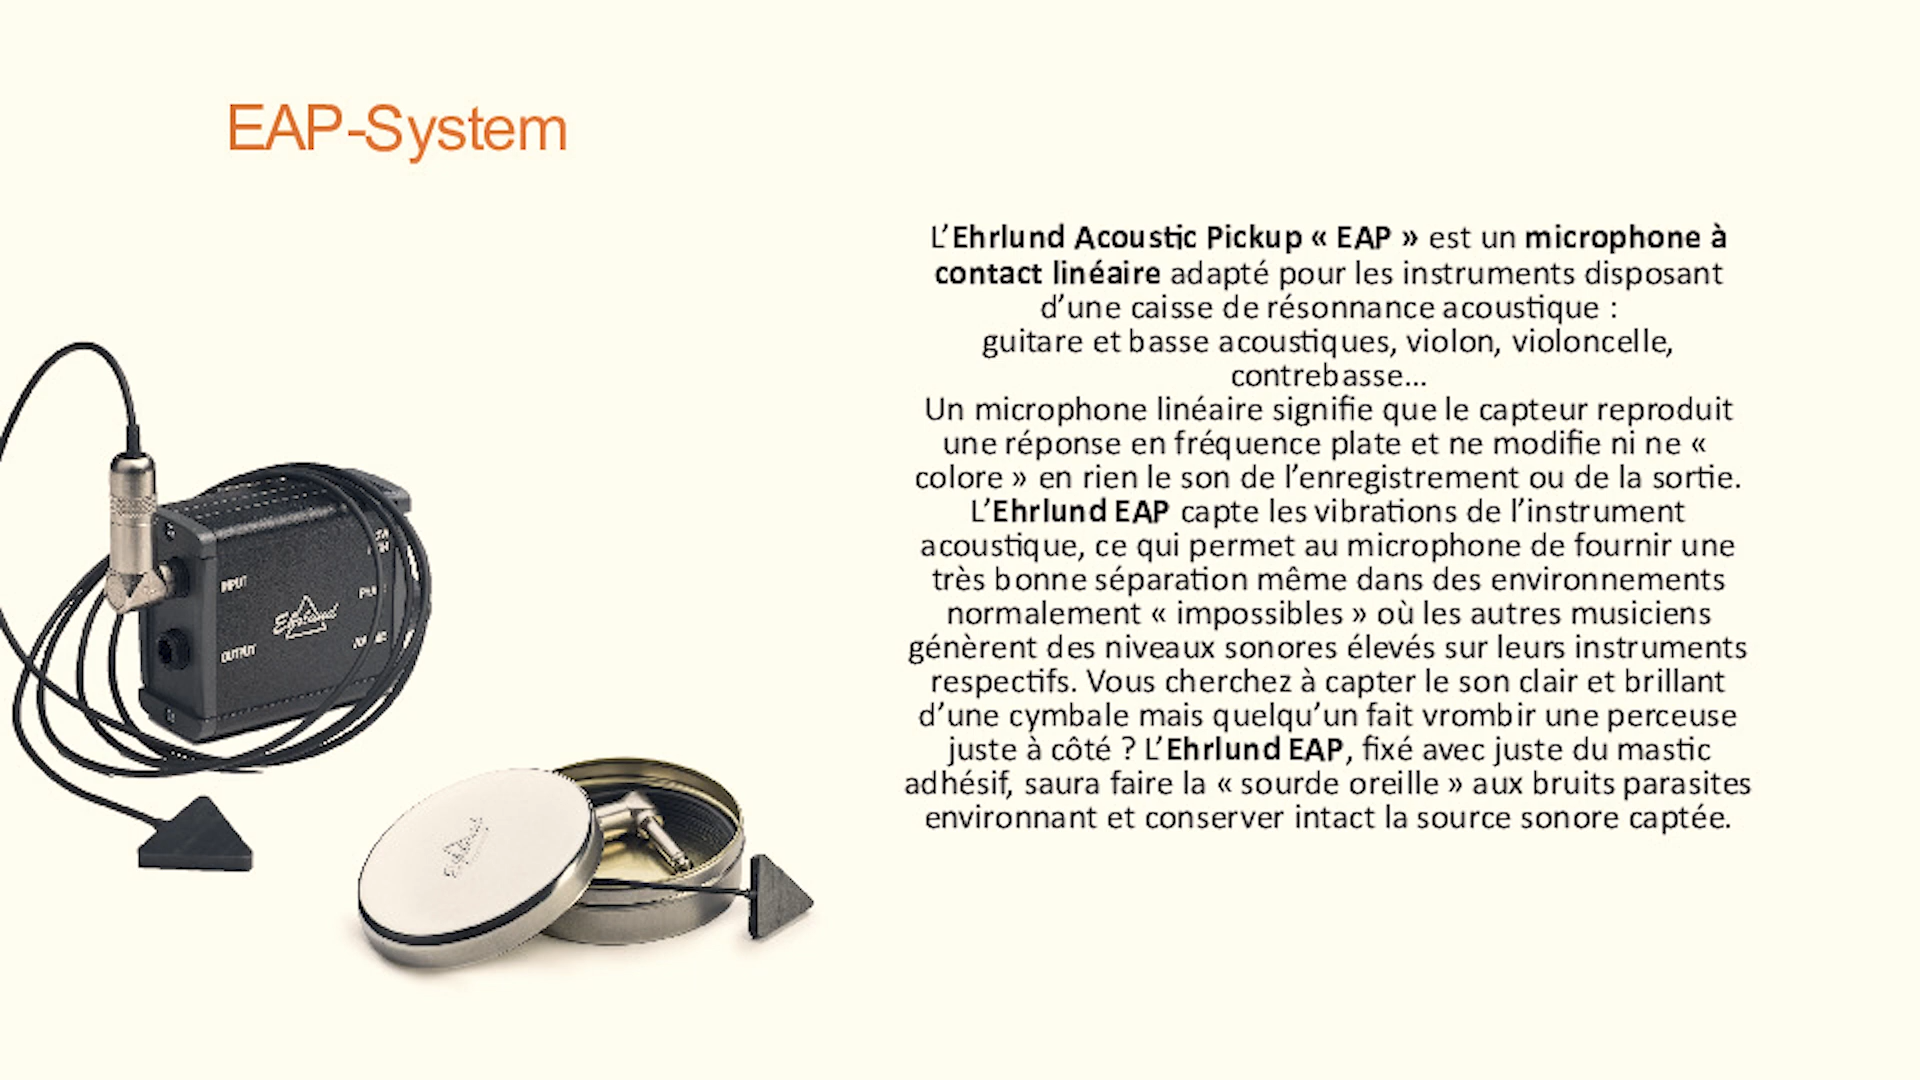 EAP-System
L’Ehrlund Acoustic Pickup « EAP » est un microphone à
contact linéaire adapté pour les instruments disposant
d’une caisse de résonnance acoustique :
guitare et basse acoustiques, violon, violoncelle,
contrebasse...
Un microphone linéaire signifie que le capteur reproduit
une réponse en fréquence plate et ne modifie ni ne «
colore » en rien le son de l’enregistrement ou de la sortie.
L’Ehrlund EAP capte les vibrations de l’instrument
acoustique, ce qui permet au microphone de fournir une
très bonne séparation même dans des environnements
normalement « impossibles » où les autres musiciens
génèrent des niveaux sonores élevés sur leurs instruments
respectifs. Vous cherchez à capter le son clair et brillant
d’une cymbale mais quelqu’un fait vrombir une perceuse
juste à côté ? L’Ehrlund EAP, fixé avec juste du mastic
adhésif, saura faire la « sourde oreille » aux bruits parasites
environnant et conserver intact la source sonore captée.
INPUT
Ehrlund
OUTPUT
Ehrlund